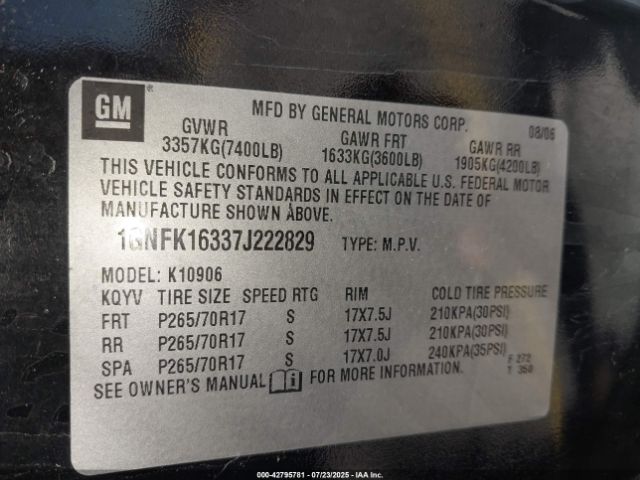 GM ®
MFD BY GENERAL MOTORS CORP. 08/06
GVWR GAWR FRT GAWR RR
3357KG(7400LB) 1633KG(3600LB) 1905KG(4200LB)
THIS VEHICLE CONFORMS TO ALL APPLICABLE U.S. FEDERAL MOTOR
VEHICLE SAFETY STANDARDS IN EFFECT ON THE DATE OF
MANUFACTURE SHOWN ABOVE.
1GNFK16337J222829 TYPE: M.P.V.
MODEL: K10906
KQYV TIRE SIZE SPEED RTG RIM COLD TIRE PRESSURE
FRT P265/70R17 S 17X7.5J 210KPA(30PSI)
RR P265/70R17 S 17X7.5J 210KPA(30PSI)
SPA P265/70R17 S 17X7.0J 240KPA(35PSI)
F 272
T 350
SEE OWNER'S MANUAL i FOR MORE INFORMATION.
000-42795781 - 07/23/2025 - IAA Inc.